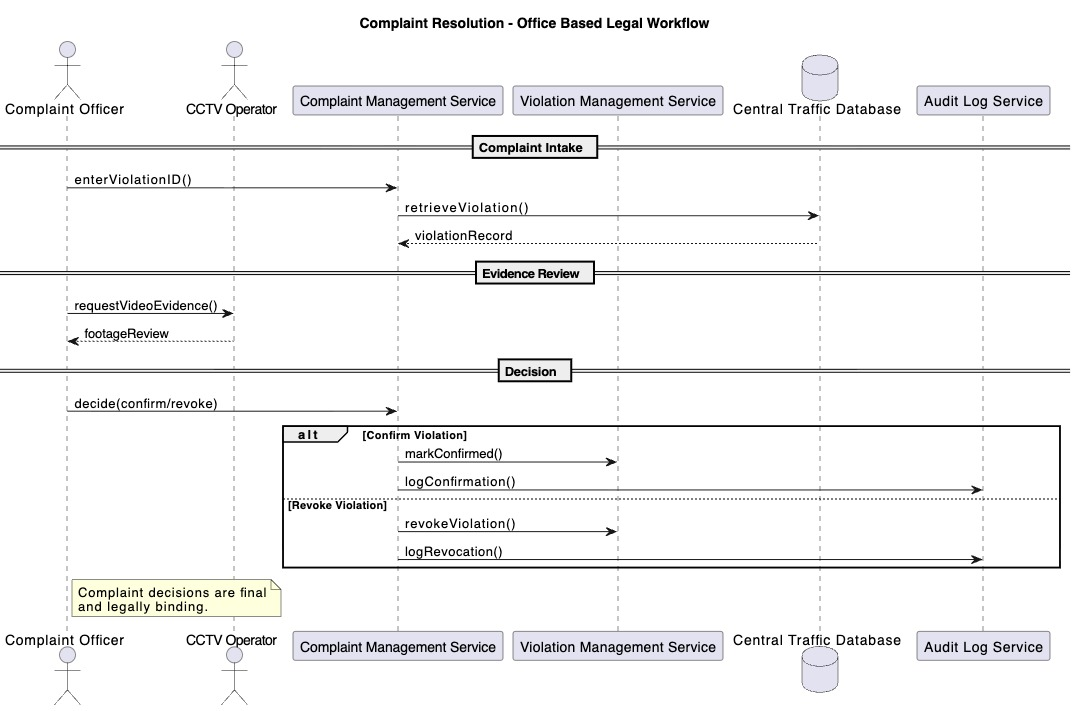 Complaint Resolution - Office Based Legal Workflow
Complaint Officer
CCTV Operator
Complaint Management Service
Violation Management Service
Central Traffic Database
Audit Log Service
Complaint Intake
enterViolationID()
retrieveViolation()
violationRecord
Evidence Review
requestVideoEvidence()
footageReview
Decision
decide(confirm/revoke)
alt
[Confirm Violation]
markConfirmed()
logConfirmation()
[Revoke Violation]
revokeViolation()
logRevocation()
Complaint decisions are final
and legally binding.
Complaint Officer
CCTV Operator
Complaint Management Service
Violation Management Service
Central Traffic Database
Audit Log Service